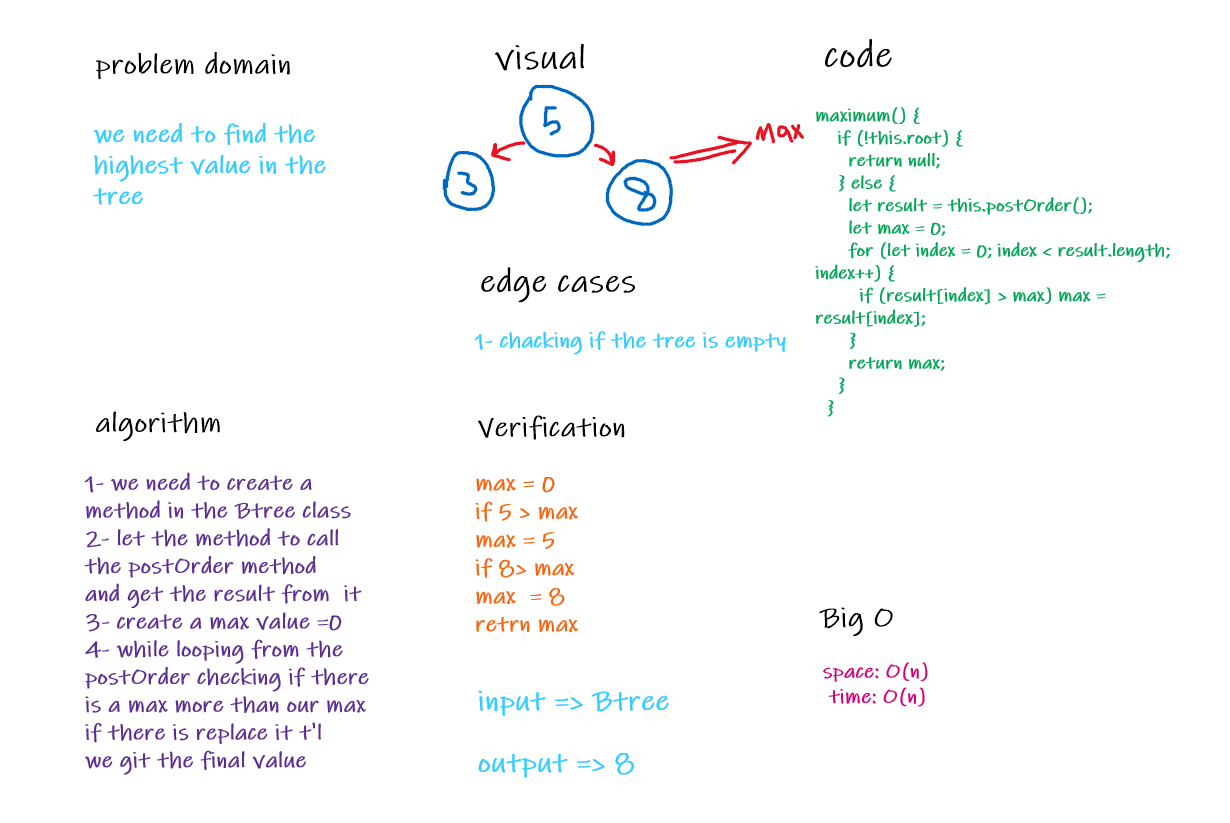 problem domain
we need to find the
highest value in the
tree
visual
5
3
8
max
edge cases
1- chacking if the tree is empty
code
maximum() {
if (!this.root) {
return null;
} else {
let result = this.postOrder();
let max = 0;
for (let index = 0; index < result.length;
index++) {
if (result[index] > max) max =
result[index];
}
return max;
}
}
algorithm
1- we need to create a
method in the Btree class
2- let the method to call
the postOrder method
and get the result from it
3- create a max value =0
4- while looping from the
postOrder checking if there
is a max more than our max
if there is replace it t'l
we git the final value
Verification
max = 0
if 5 > max
max = 5
if 8> max
max = 8
retrn max
input => Btree
output => 8
Big O
space: O(n)
time: O(n)